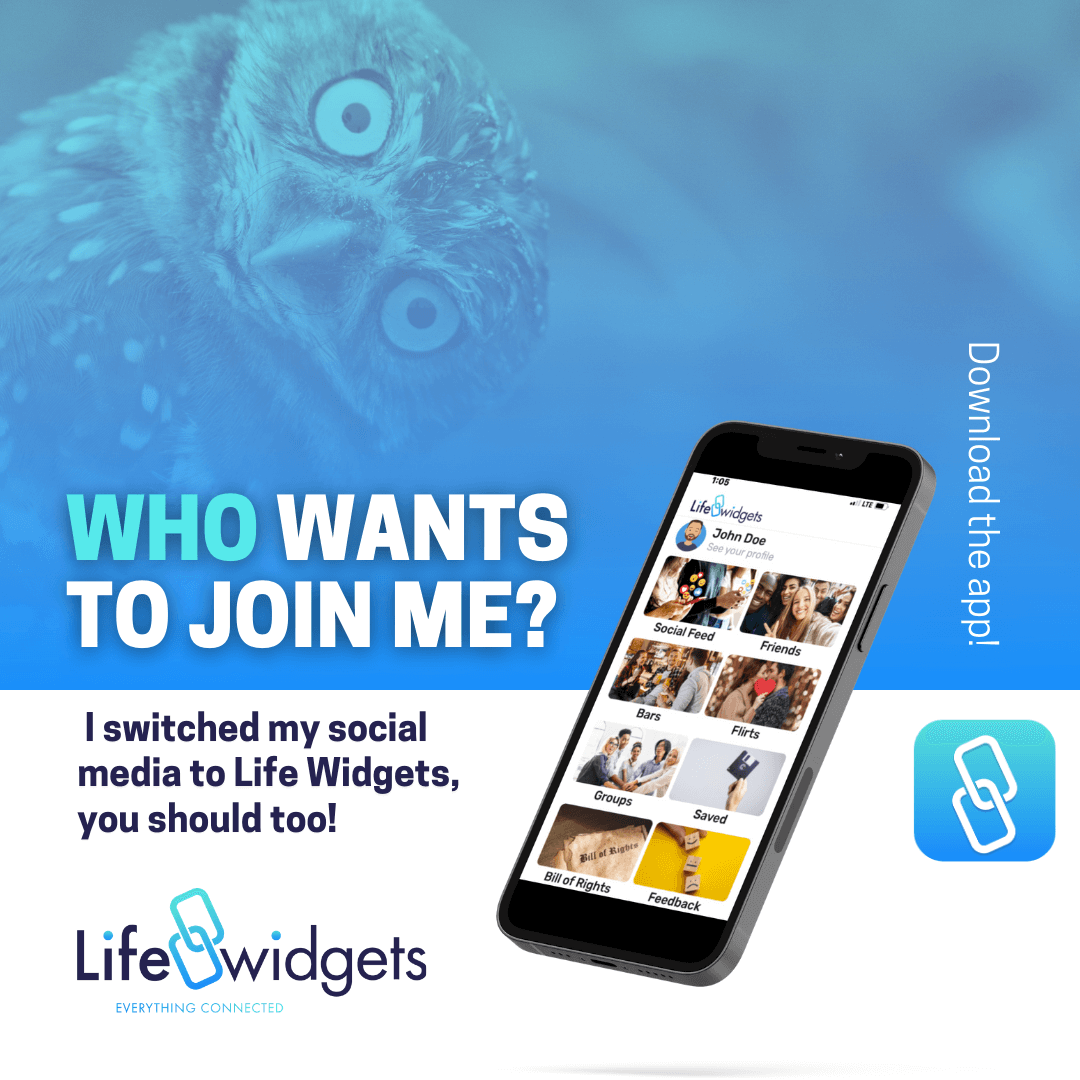 WHO WANTS
TO JOIN ME?
I switched my social
media to Life Widgets,
you should too!
Life widgets
EVERYTHING CONNECTED
Download the app!
1:05
LTE
Life widgets
John Doe
See your profile
Social Feed
Friends
Bars
Flirts
Groups
Saved
Bill of Rights
Bill of Rights
Feedback